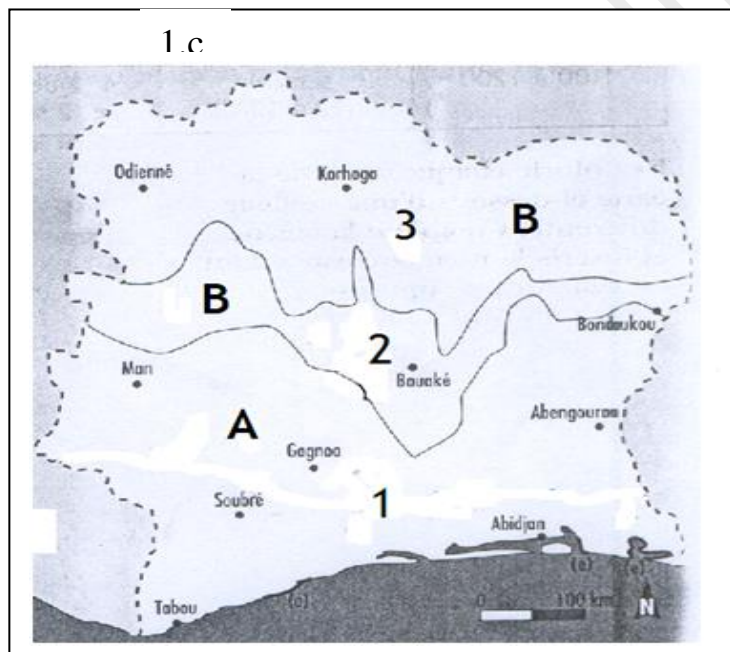 1.c
Odienné
Korhogo
3
B
B
Bondoukou
2
Man
Bouaké
A
Abengourou
Gagnoa
1
Soubré
Abidjan
Tabou
0 100 km
N